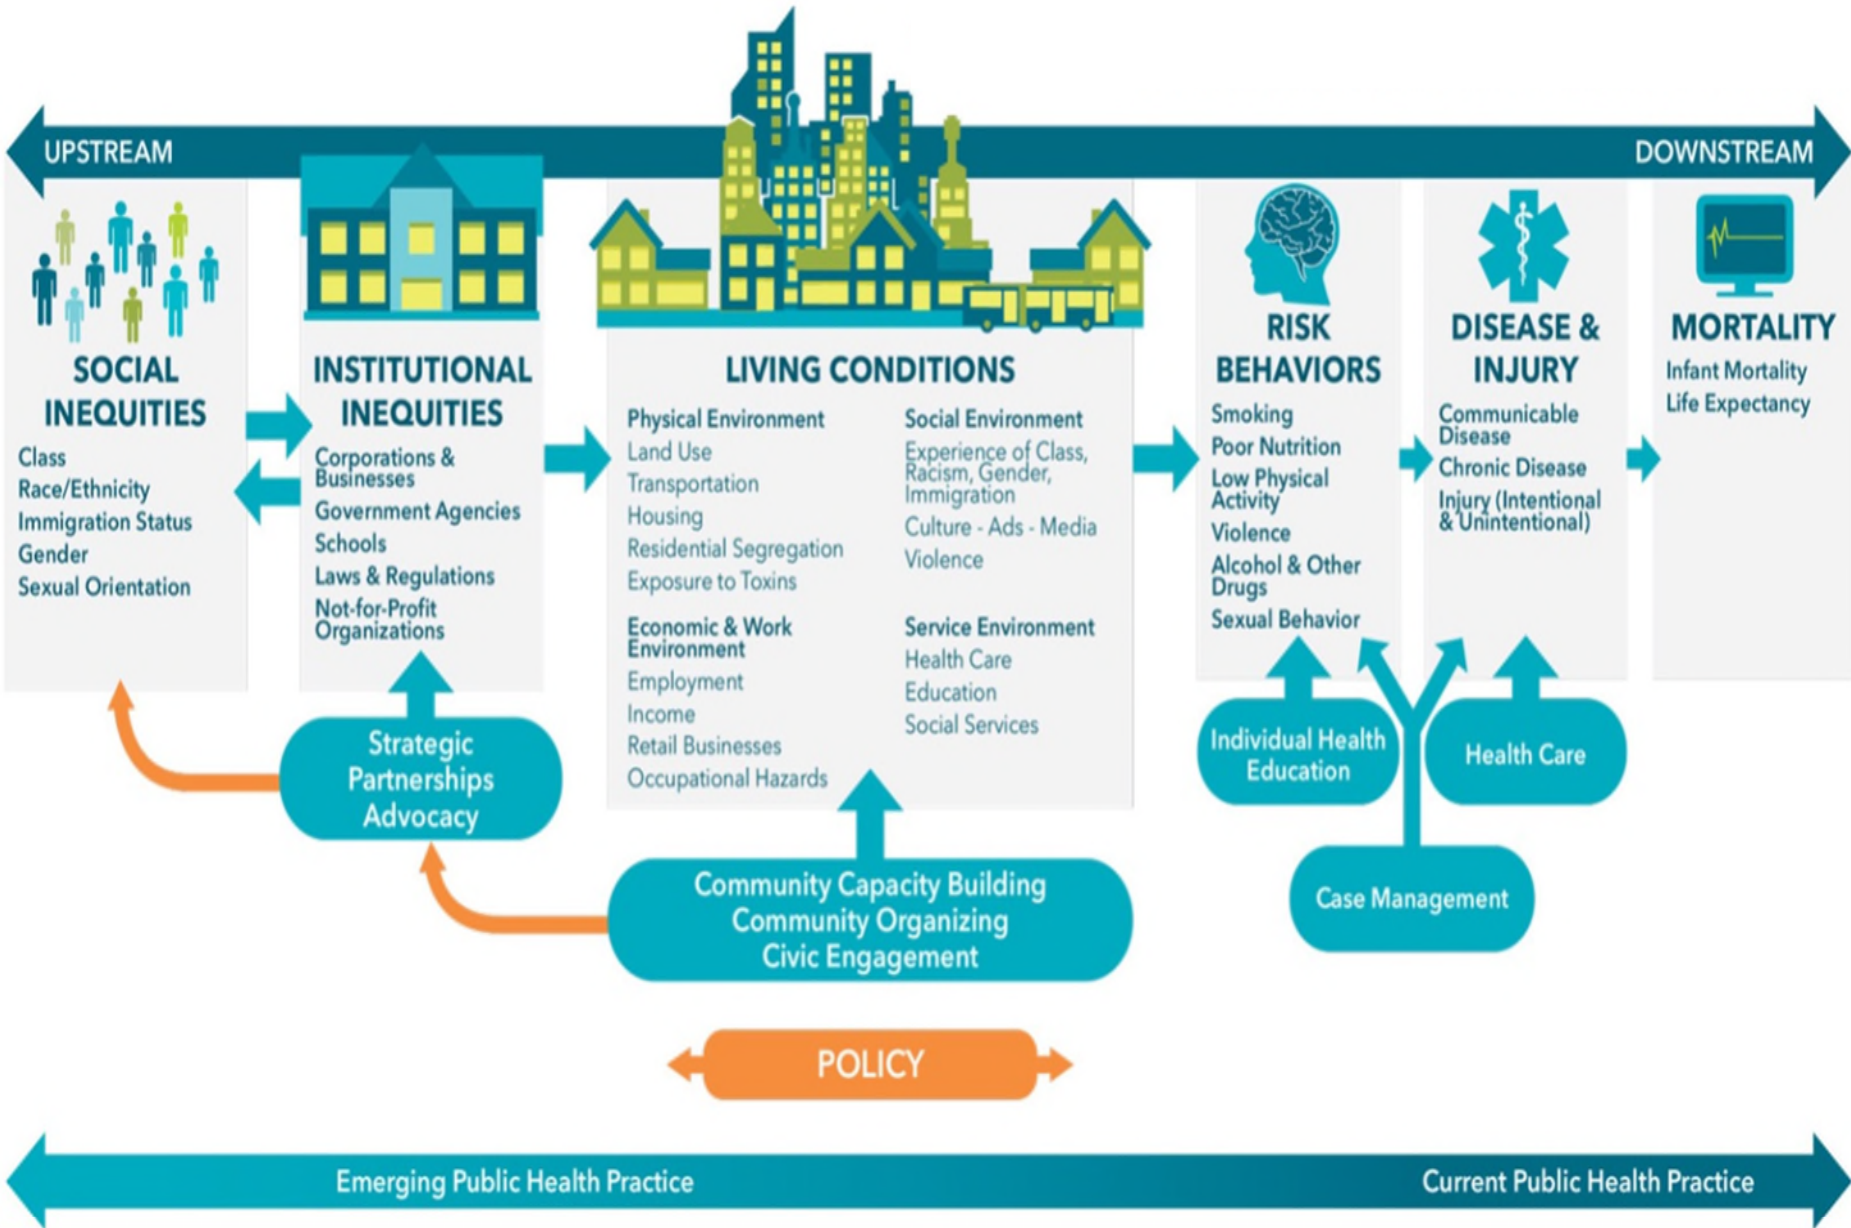 UPSTREAM
DOWNSTREAM
SOCIAL
INEQUITIES
Class
Race/Ethnicity
Immigration Status
Gender
Sexual Orientation
INSTITUTIONAL
INEQUITIES
Corporations &
Businesses
Government Agencies
Schools
Laws & Regulations
Not-for-Profit
Organizations
LIVING CONDITIONS
Physical Environment
Land Use
Transportation
Housing
Residential Segregation
Exposure to Toxins
Economic & Work
Environment
Employment
Income
Retail Businesses
Occupational Hazards
Social Environment
Experience of Class,
Racism, Gender,
Immigration
Culture - Ads - Media
Violence
Service Environment
Health Care
Education
Social Services
RISK
BEHAVIORS
Smoking
Poor Nutrition
Low Physical
Activity
Violence
Alcohol & Other
Drugs
Sexual Behavior
DISEASE &
INJURY
Communicable
Disease
Chronic Disease
Injury (Intentional
& Unintentional)
MORTALITY
Infant Mortality
Life Expectancy
Strategic
Partnerships
Advocacy
Community Capacity Building
Community Organizing
Civic Engagement
Individual Health
Education
Health Care
Case Management
POLICY
Emerging Public Health Practice
Current Public Health Practice